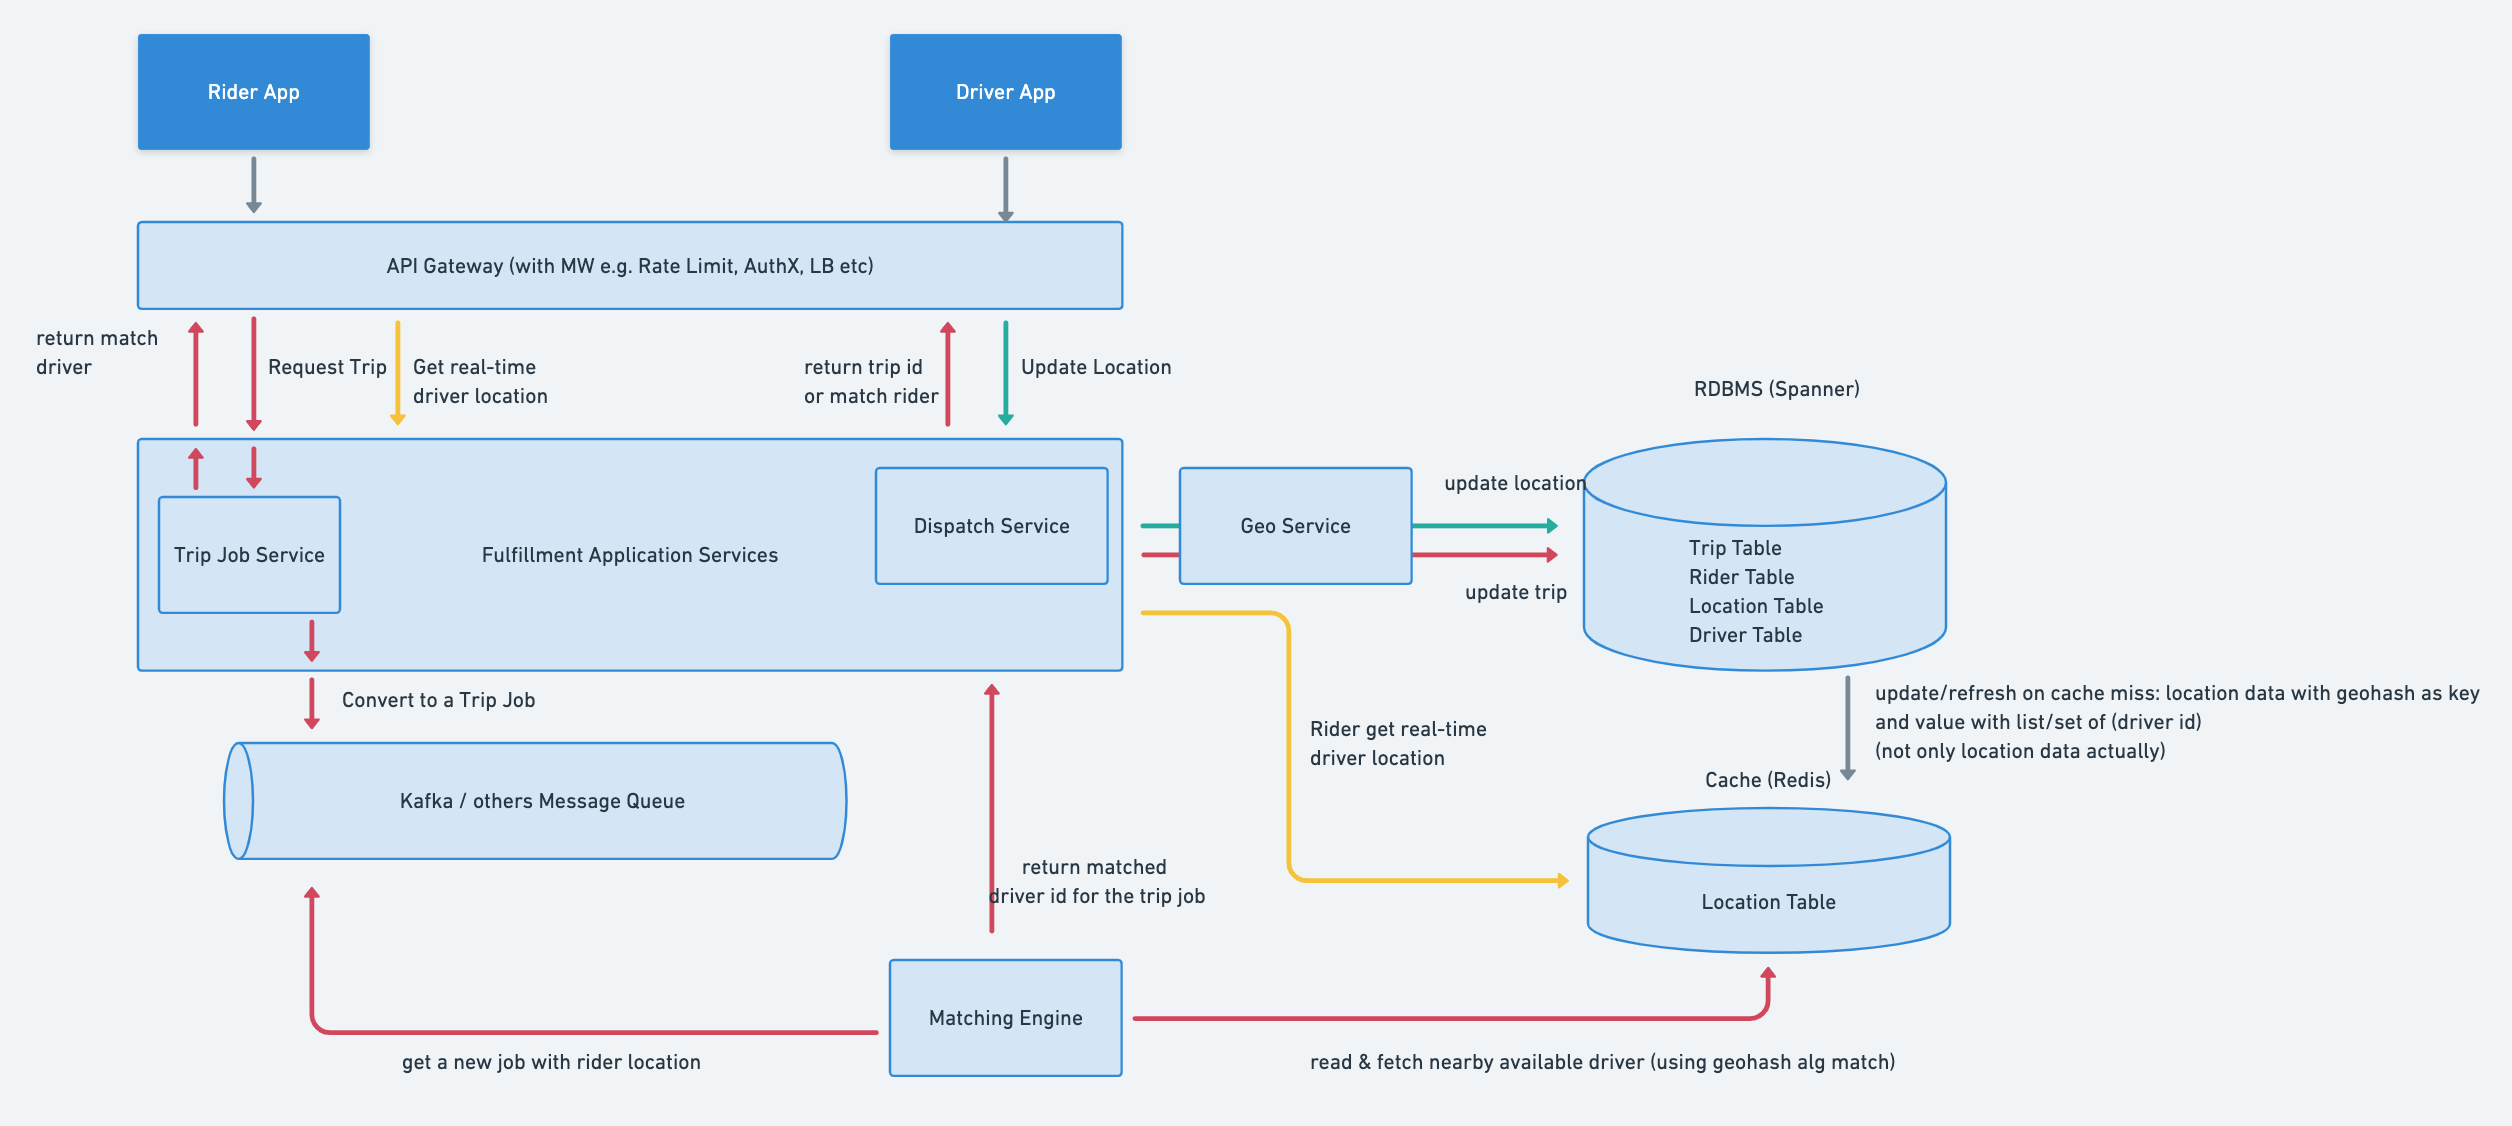 Rider App
Driver App
API Gateway (with MW e.g. Rate Limit, AuthX, LB etc)
return match
driver
Request Trip
Get real-time
driver location
return trip id
or match rider
Update Location
RDBMS (Spanner)
Trip Job Service
Fulfillment Application Services
Dispatch Service
Geo Service
update location
update trip
Trip Table
Rider Table
Location Table
Driver Table
Convert to a Trip Job
Rider get real-time
driver location
update/refresh on cache miss: location data with geohash as key
and value with list/set of (driver id)
(not only location data actually)
Cache (Redis)
Kafka / others Message Queue
return matched
driver id for the trip job
Location Table
Matching Engine
get a new job with rider location
read & fetch nearby available driver (using geohash alg match)